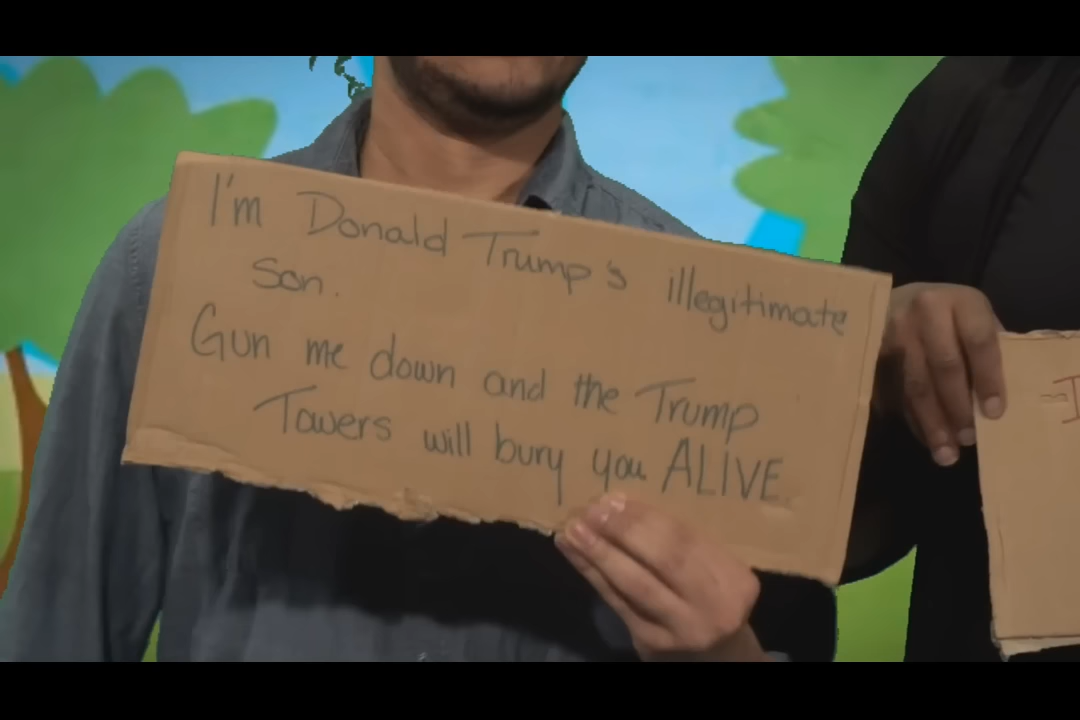 I'm Donald Trump's illegitimate
son.
Gun me down and the Trump
Towers will bury you ALIVE.